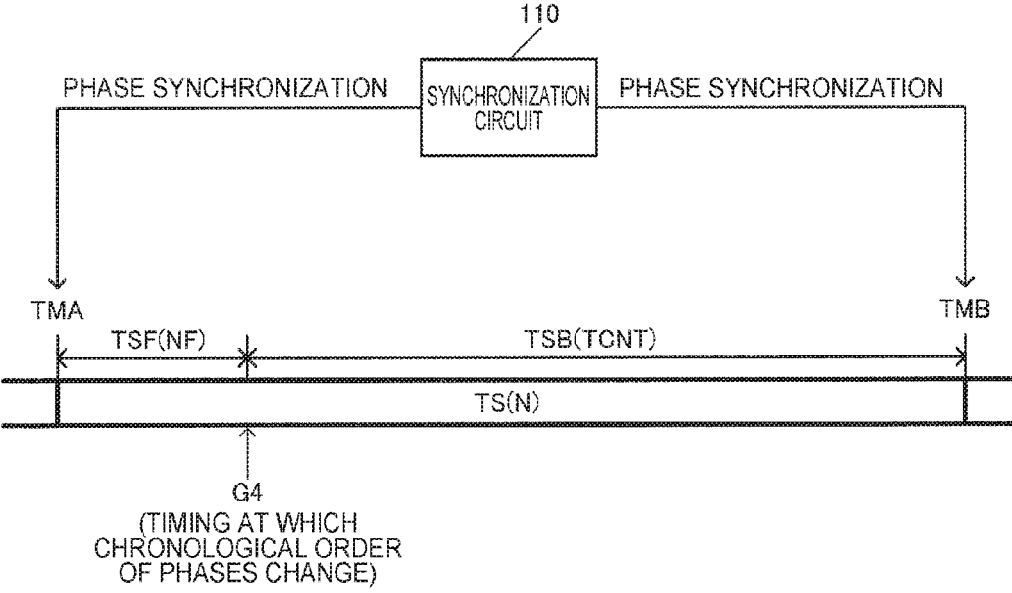 110
PHASE SYNCHRONIZATION
SYNCHRONIZATION
CIRCUIT
PHASE SYNCHRONIZATION
TMA
TMB
TSF(NF)
TSB(TCNT)
TS(N)
G4
(TIMING AT WHICH
CHRONOLOGICAL ORDER
OF PHASES CHANGE)